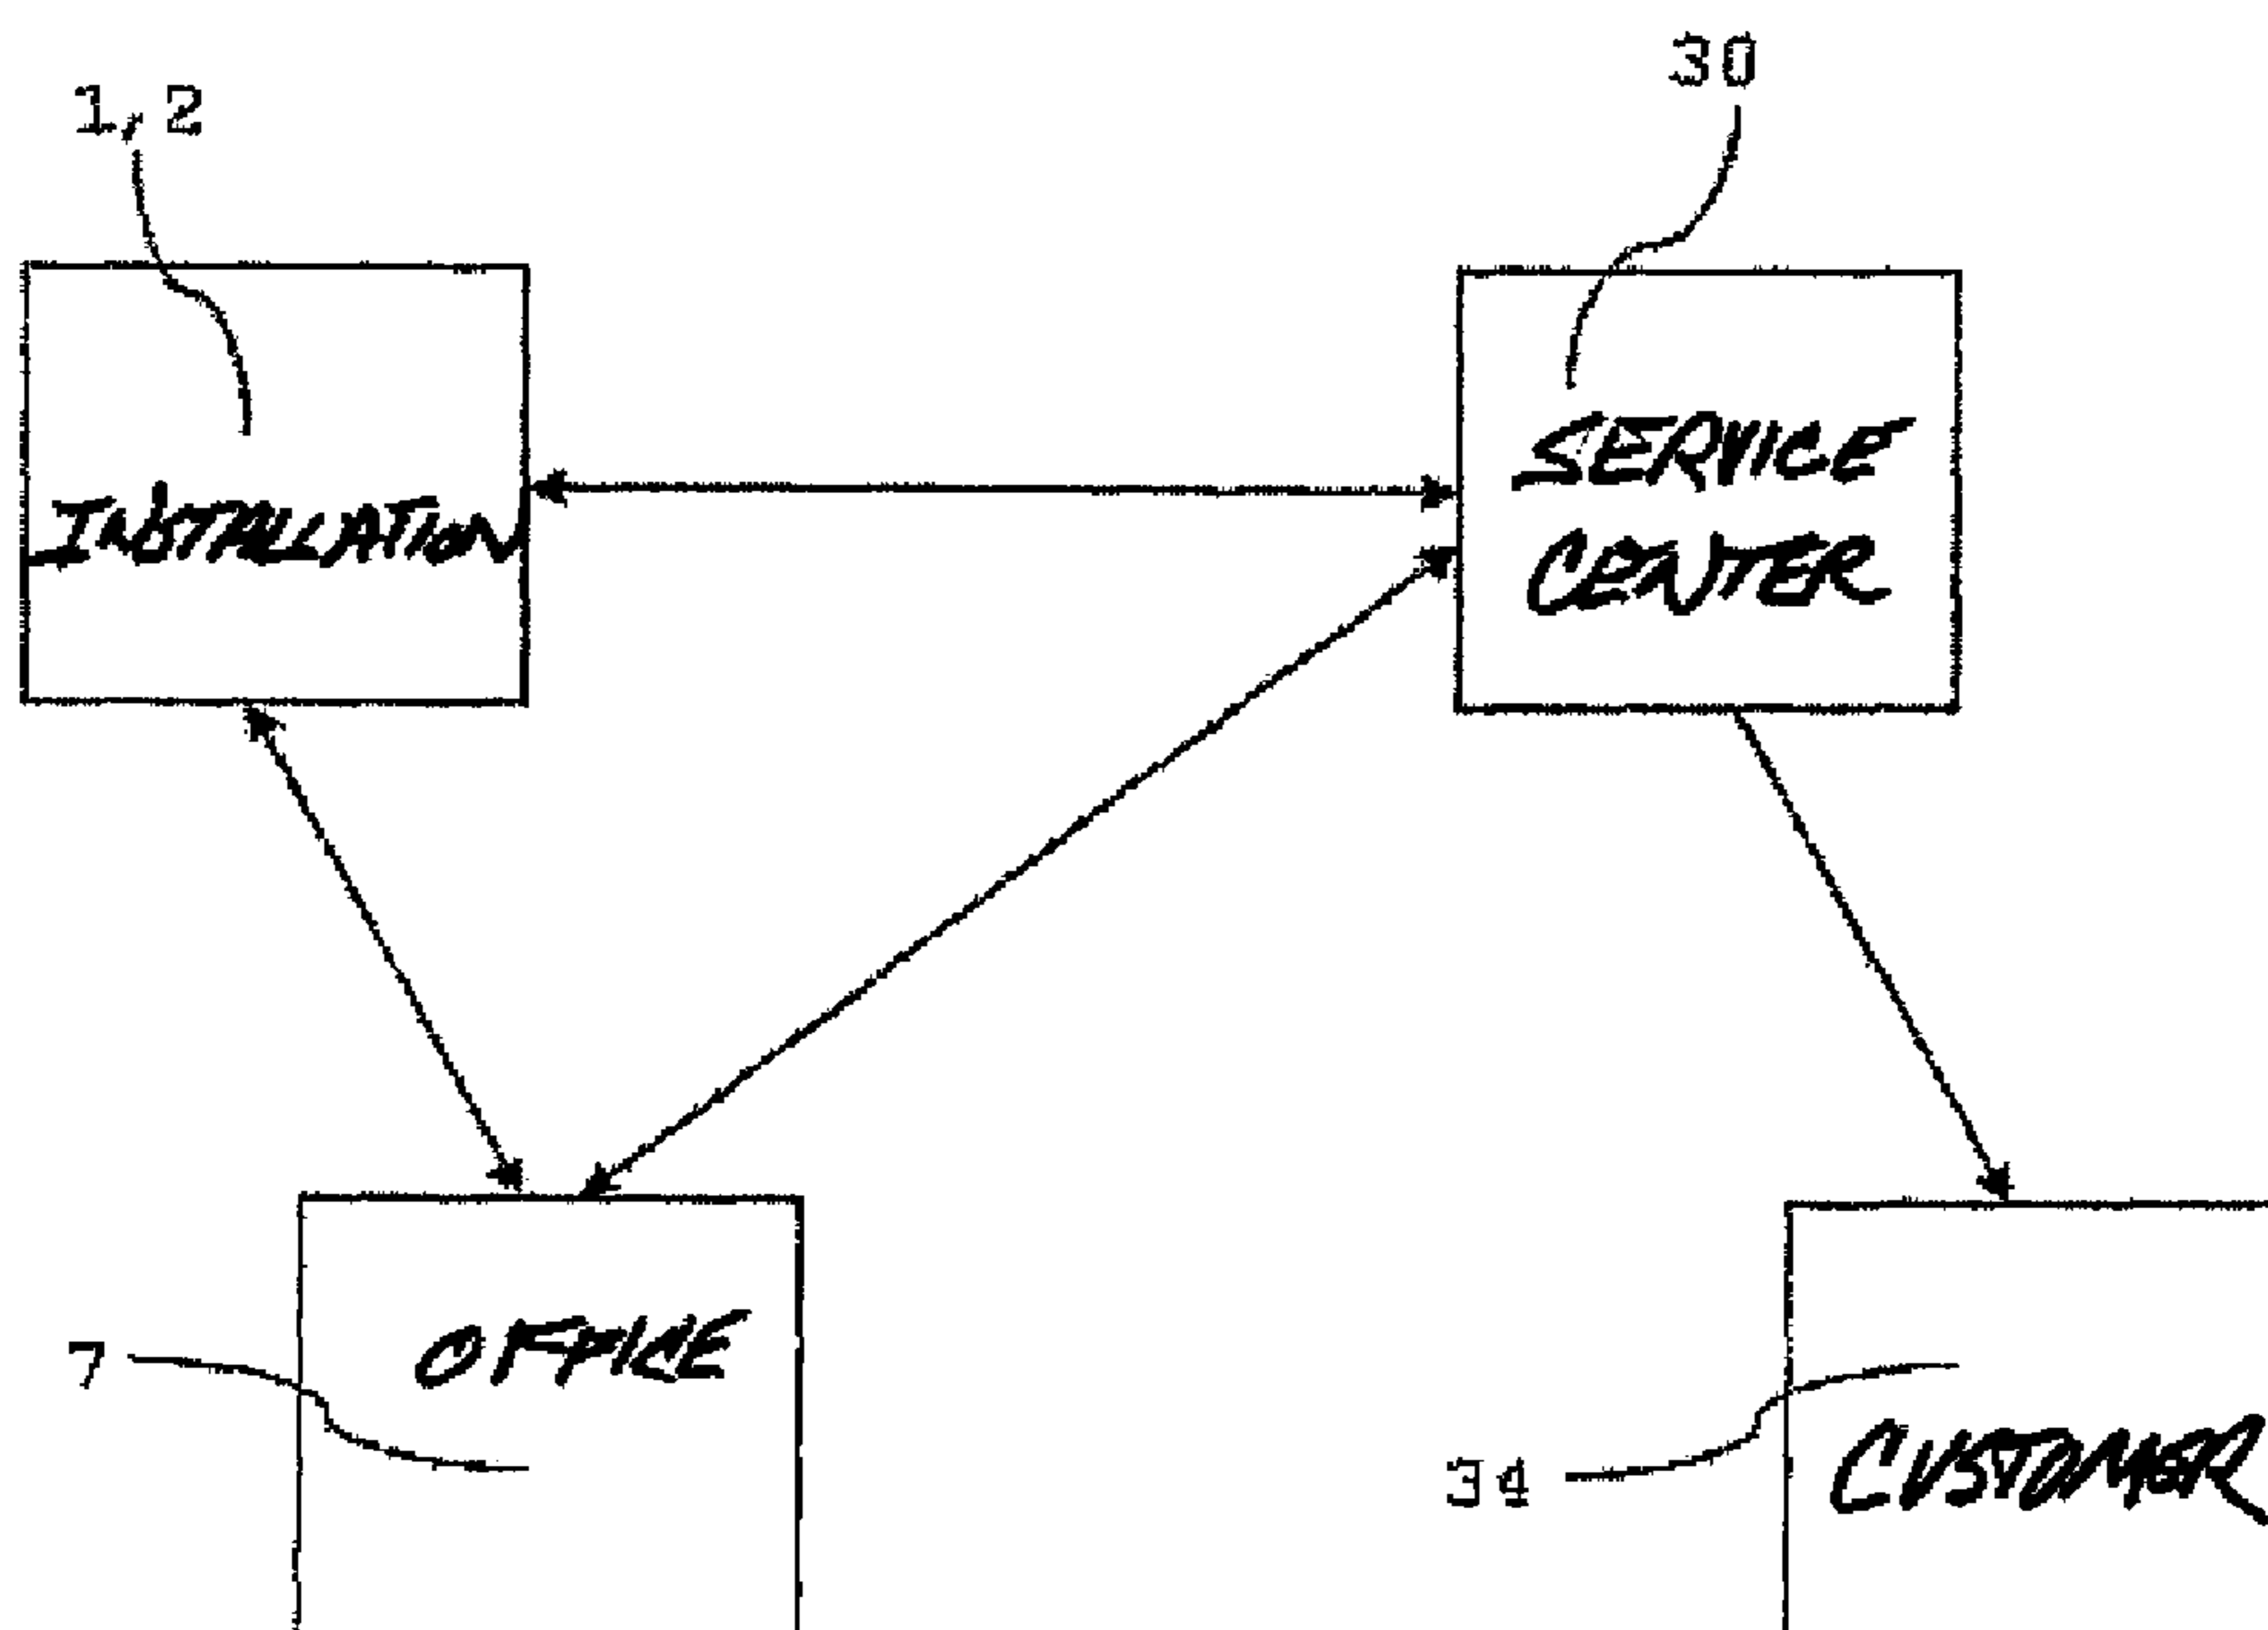 1, 2
30
INSTALLATION
SERVICE
CENTER
OFFICE
7
34
CUSTOMER